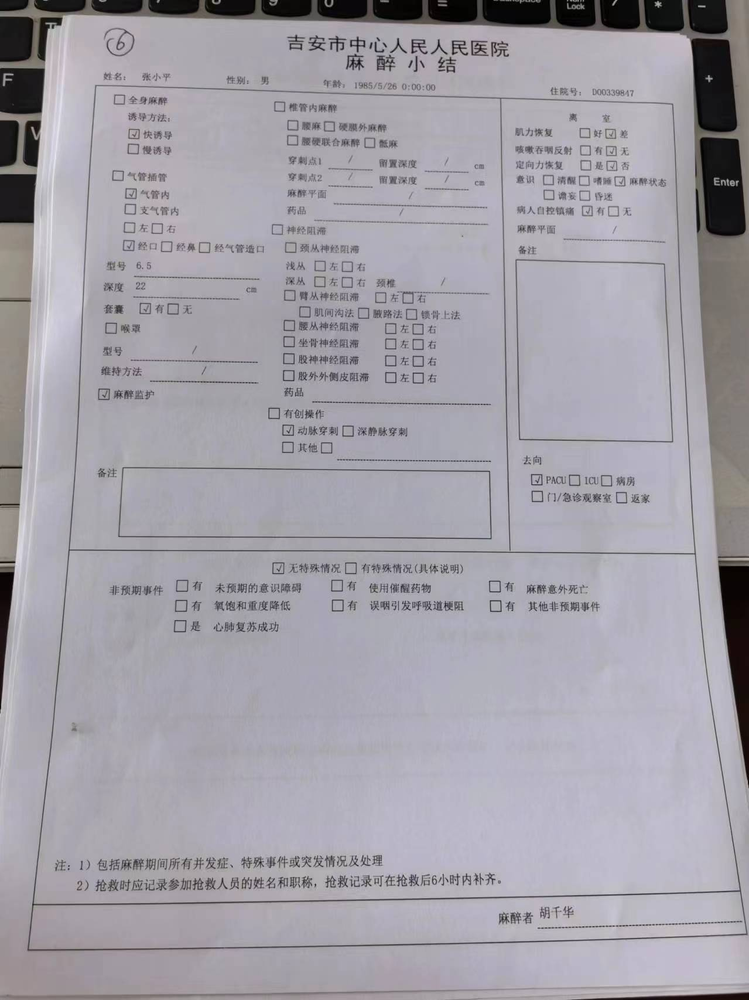 ⑥
吉安市中心人民人民医院
麻醉小结
姓名： 张小平 性别： 男 年龄： 1985/5/26 0:00:00 住院号： D00339847
□全身麻醉
诱导方法：
☑快诱导
□慢诱导
□气管插管
☑气管内
□支气管内
□左□右
☑经口□经鼻□经气管造口
型号 6.5
深度 22 cm
套囊 ☑有□无
□喉罩
型号 /
维持方法 /
☑麻醉监护
□椎管内麻醉
□腰麻□硬膜外麻醉
□腰硬联合麻醉□骶麻
穿刺点1 / 留置深度 / cm
穿刺点2 / 留置深度 / cm
麻醉平面 /
药品 /
□神经阻滞
□颈丛神经阻滞
浅丛 □左□右
深丛 □左□右 颈椎 /
□臂丛神经阻滞 □左□右
□肌间沟法□腋路法□锁骨上法
□腰丛神经阻滞 □左□右
□坐骨神经阻滞 □左□右
□股神神经阻滞 □左□右
□股外外侧皮阻滞 □左□右
药品
□有创操作
☑动脉穿刺□深静脉穿刺
□其他□
备注
离 室
肌力恢复 □好☑差
咳嗽吞咽反射 □有☑无
定向力恢复 □是☑否
意识 □清醒□嗜睡☑麻醉状态
□谵妄□昏迷
病人自控镇痛 ☑有□无
麻醉平面 /
备注
去向
☑PACU□ICU□病房
□门/急诊观察室□返家
☑无特殊情况□有特殊情况(具体说明)
非预期事件 □有 未预期的意识障碍 □有 使用催醒药物 □有 麻醉意外死亡
□有 氧饱和重度降低 □有 误咽引发呼吸道梗阻 □有 其他非预期事件
□是 心肺复苏成功
注：1）包括麻醉期间所有并发症、特殊事件或突发情况及处理
2）抢救时应记录参加抢救人员的姓名和职称，抢救记录可在抢救后6小时内补齐。
麻醉者 胡千华
F
Num
Lock
/
*
-
+
Enter
9
0
=